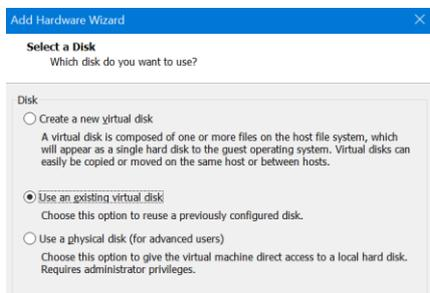 Add Hardware Wizard
Select a Disk
Which disk do you want to use?
Disk
Create a new virtual disk
A virtual disk is composed of one or more files on the host file system, which
will appear as a single hard disk to the guest operating system. Virtual disks can
easily be copied or moved on the same host or between hosts.
Use an existing virtual disk
Choose this option to reuse a previously configured disk.
Use a physical disk (for advanced users)
Choose this option to give the virtual machine direct access to a local hard disk.
Requires administrator privileges.